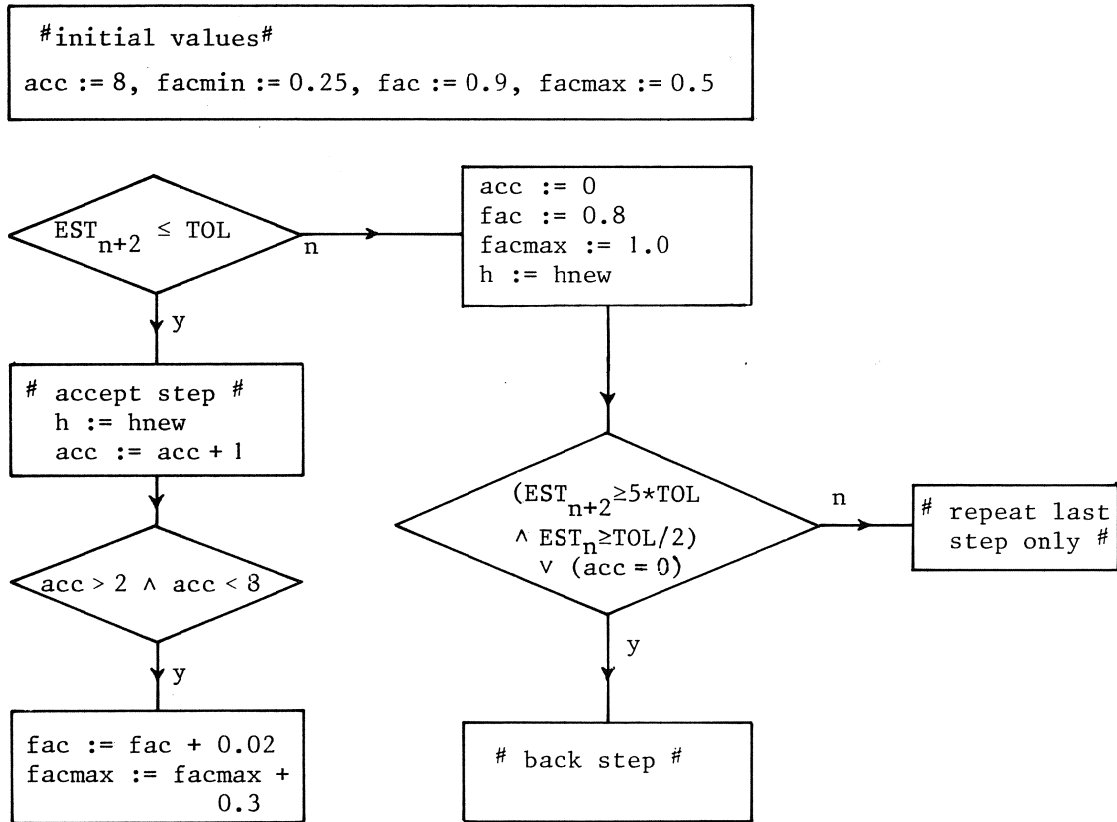 #initial values#
acc := 8, facmin := 0.25, fac := 0.9, facmax := 0.5
EST_{n+2} ≤ TOL
n
y
acc := 0
fac := 0.8
facmax := 1.0
h := hnew
# accept step #
h := hnew
acc := acc + 1
acc > 2 ∧ acc < 8
y
fac := fac + 0.02
facmax := facmax +
0.3
(EST_{n+2} ≥5*TOL
∧ EST_n ≥TOL/2)
∨ (acc = 0)
n
# repeat last
step only #
y
# back step #